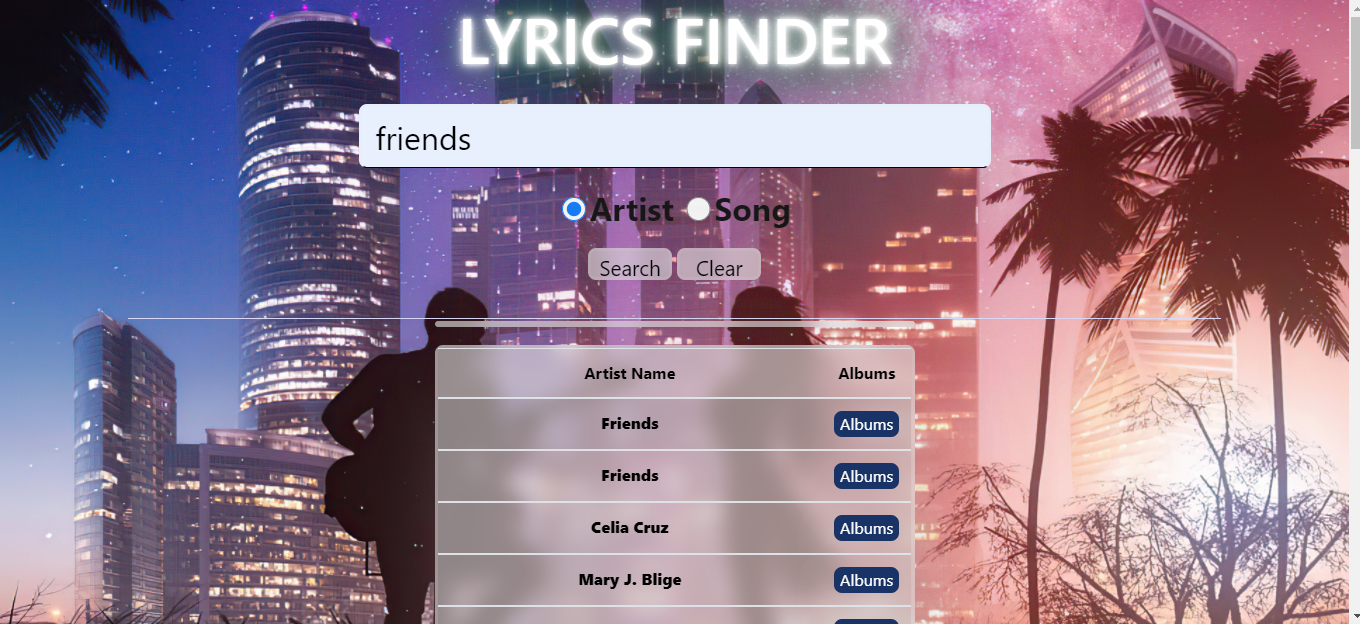 LYRICS FINDER
friends
Artist Song
Search Clear
Artist Name Albums
Friends Albums
Friends Albums
Celia Cruz Albums
Mary J. Blige Albums